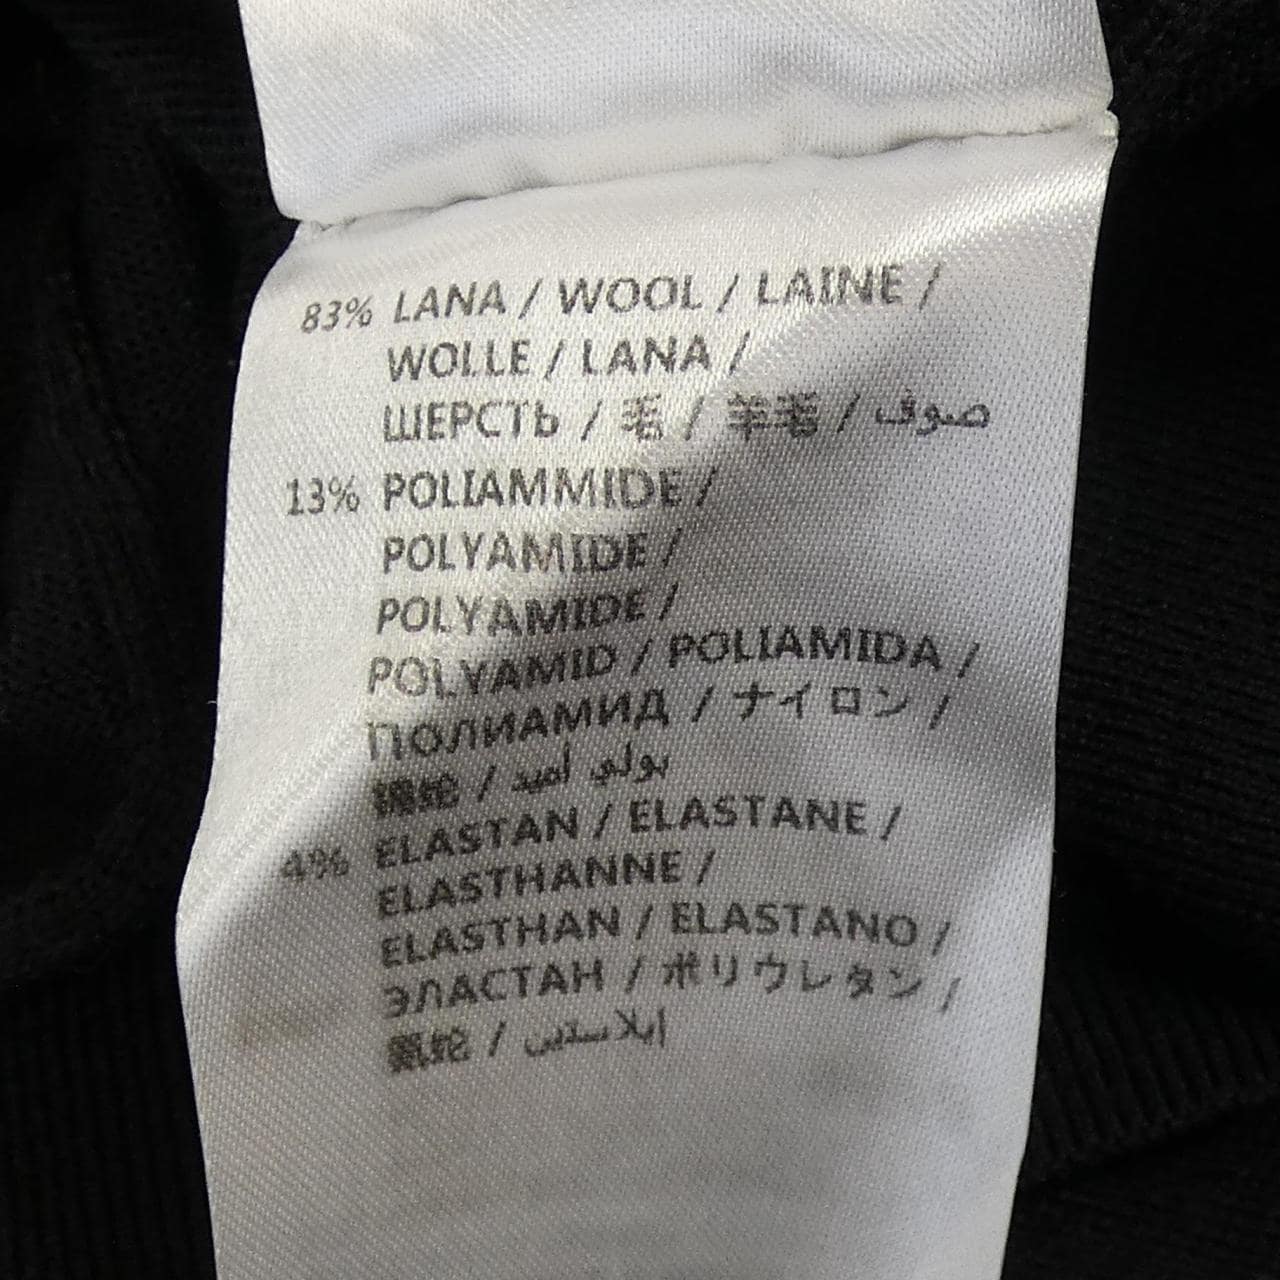 83% LANA / WOOL / LAINE /
WOLLE / LANA /
ШЕРСТЬ / 毛 / 羊毛 / صوف
13% POLIAMMIDE /
POLYAMIDE /
POLYAMIDE /
POLYAMID / POLIAMIDA /
ПОЛИАМИД / ナイロン /
锦纶 / بولي أميد
4% ELASTAN / ELASTANE /
ELASTHANNE /
ELASTHAN / ELASTANO /
ЭЛАСТАН / ポリウレタン /
氨纶 / إيلاستين